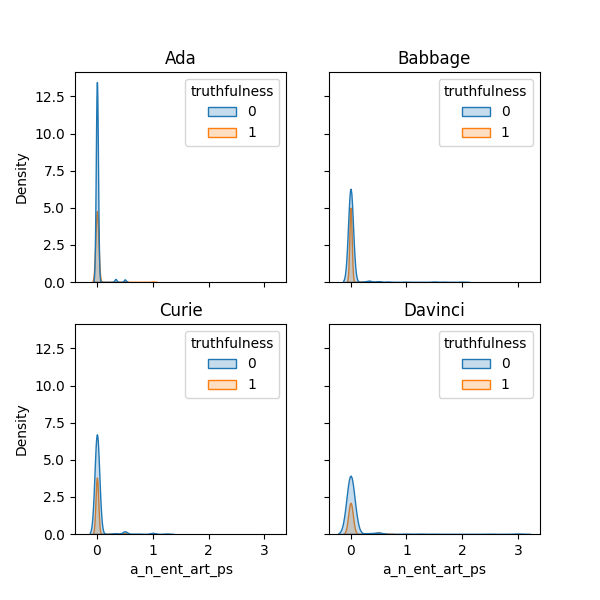 Ada
Babbage
truthfulness
0
1
truthfulness
0
1
12.5
10.0
7.5
5.0
2.5
0.0
Density
Curie
Davinci
truthfulness
0
1
truthfulness
0
1
12.5
10.0
7.5
5.0
2.5
0.0
Density
0 1 2 3
0 1 2 3
a_n_ent_art_ps
a_n_ent_art_ps